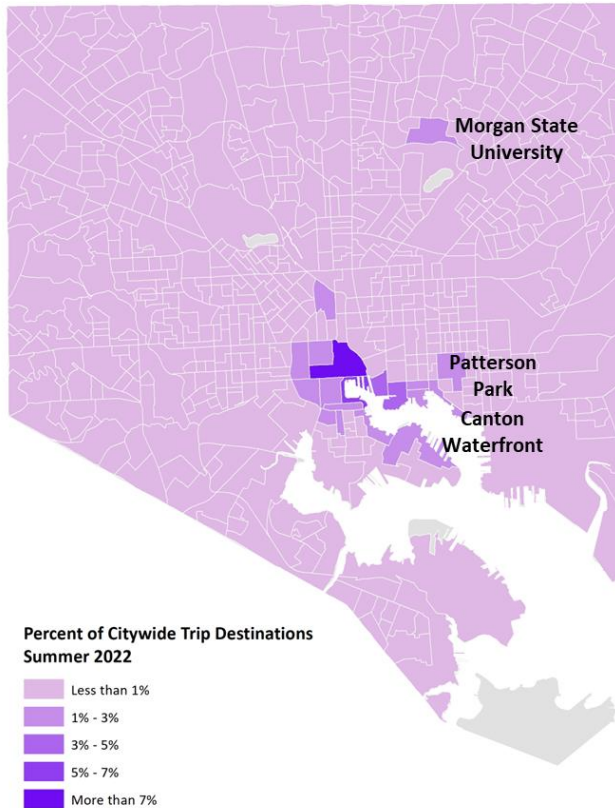 Morgan State
University
Patterson
Park
Canton
Waterfront
Percent of Citywide Trip Destinations
Summer 2022
Less than 1%
1% - 3%
3% - 5%
5% - 7%
More than 7%